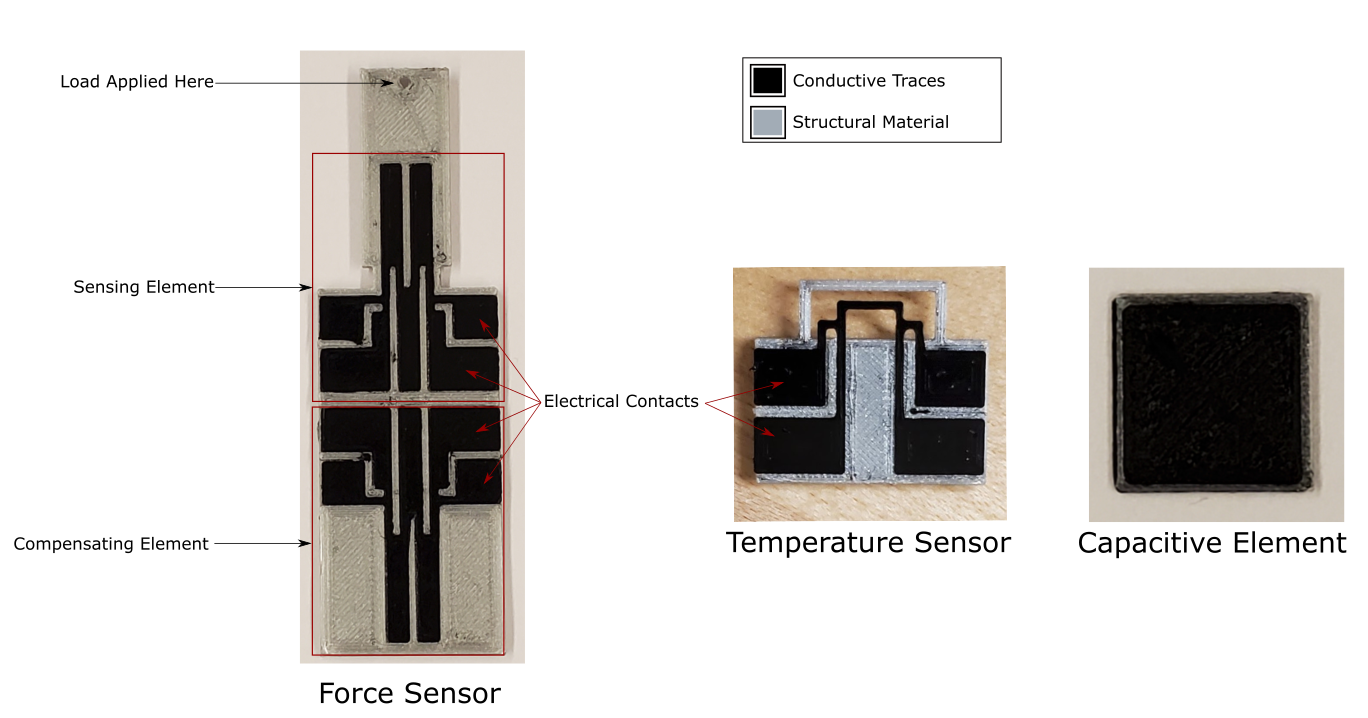 Load Applied Here
Conductive Traces
Structural Material
Sensing Element
Electrical Contacts
Compensating Element
Temperature Sensor
Capacitive Element
Force Sensor